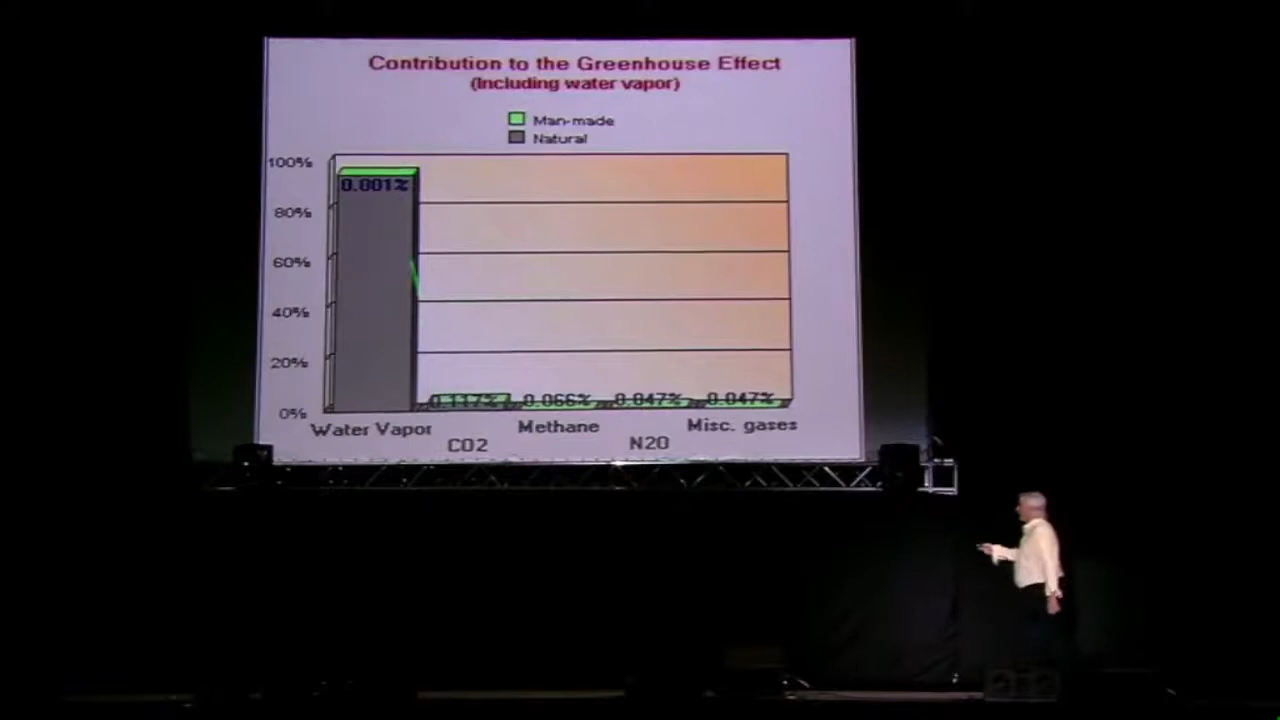 Contribution to the Greenhouse Effect
(Including water vapor)
Man-made
Natural
100%
80%
60%
40%
20%
0%
0.001%
0.117%
0.066%
0.047%
0.047%
Water Vapor
CO2
Methane
N2O
Misc. gases